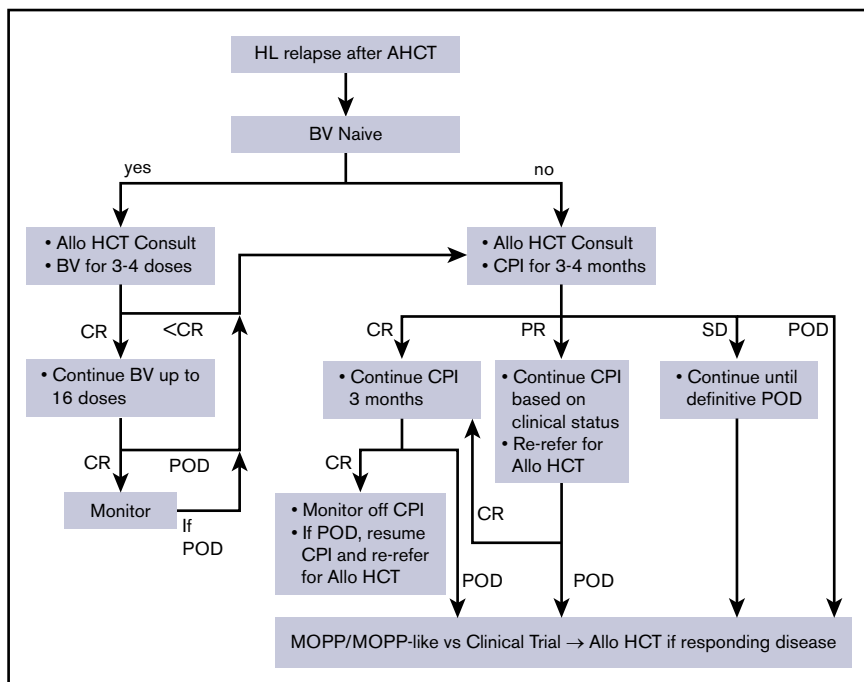 HL relapse after AHCT
BV Naive
yes
no
• Allo HCT Consult
• BV for 3-4 doses
• Allo HCT Consult
• CPI for 3-4 months
CR
<CR
CR
PR
SD
POD
• Continue BV up to
16 doses
• Continue CPI
3 months
• Continue CPI
based on
clinical status
• Re-refer for
Allo HCT
• Continue until
definitive POD
CR
POD
Monitor
If
POD
CR
• Monitor off CPI
• If POD, resume
CPI and re-refer
for Allo HCT
CR
POD
POD
MOPP/MOPP-like vs Clinical Trial → Allo HCT if responding disease